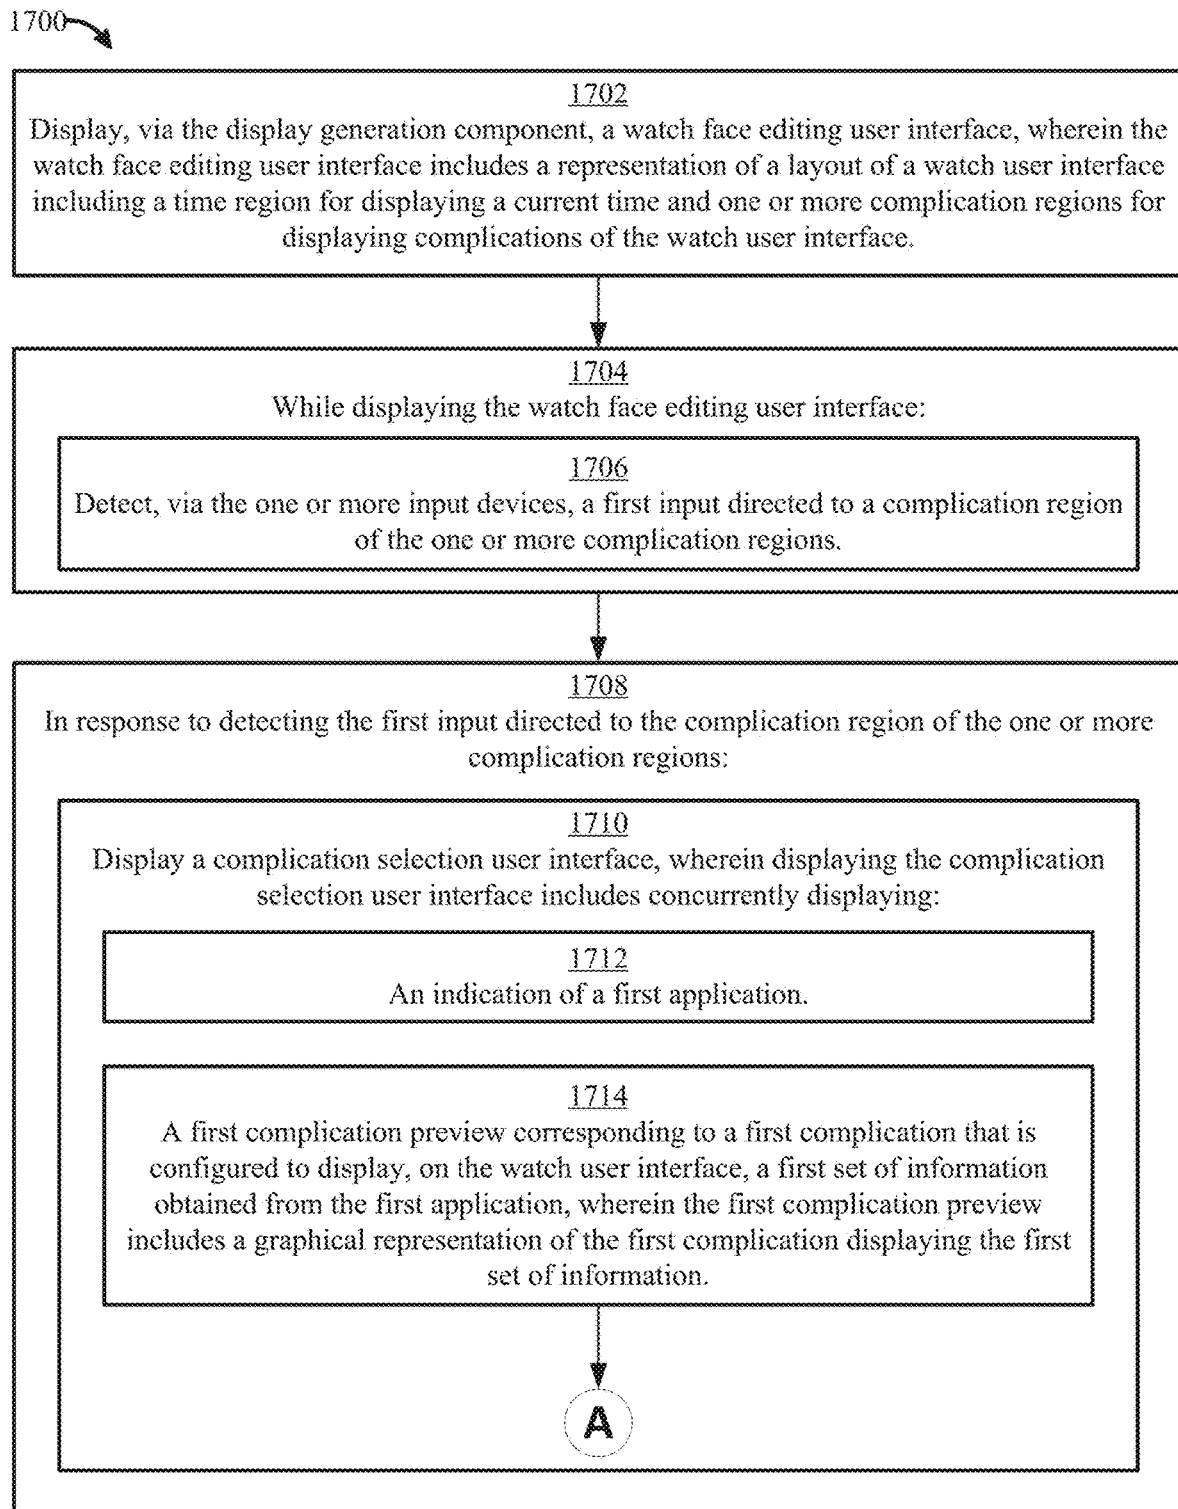 1700
1702
Display, via the display generation component, a watch face editing user interface, wherein the
watch face editing user interface includes a representation of a layout of a watch user interface
including a time region for displaying a current time and one or more complication regions for
displaying complications of the watch user interface.
1704
While displaying the watch face editing user interface:
1706
Detect, via the one or more input devices, a first input directed to a complication region
of the one or more complication regions.
1708
In response to detecting the first input directed to the complication region of the one or more
complication regions:
1710
Display a complication selection user interface, wherein displaying the complication
selection user interface includes concurrently displaying:
1712
An indication of a first application.
1714
A first complication preview corresponding to a first complication that is
configured to display, on the watch user interface, a first set of information
obtained from the first application, wherein the first complication preview
includes a graphical representation of the first complication displaying the first
set of information.
A